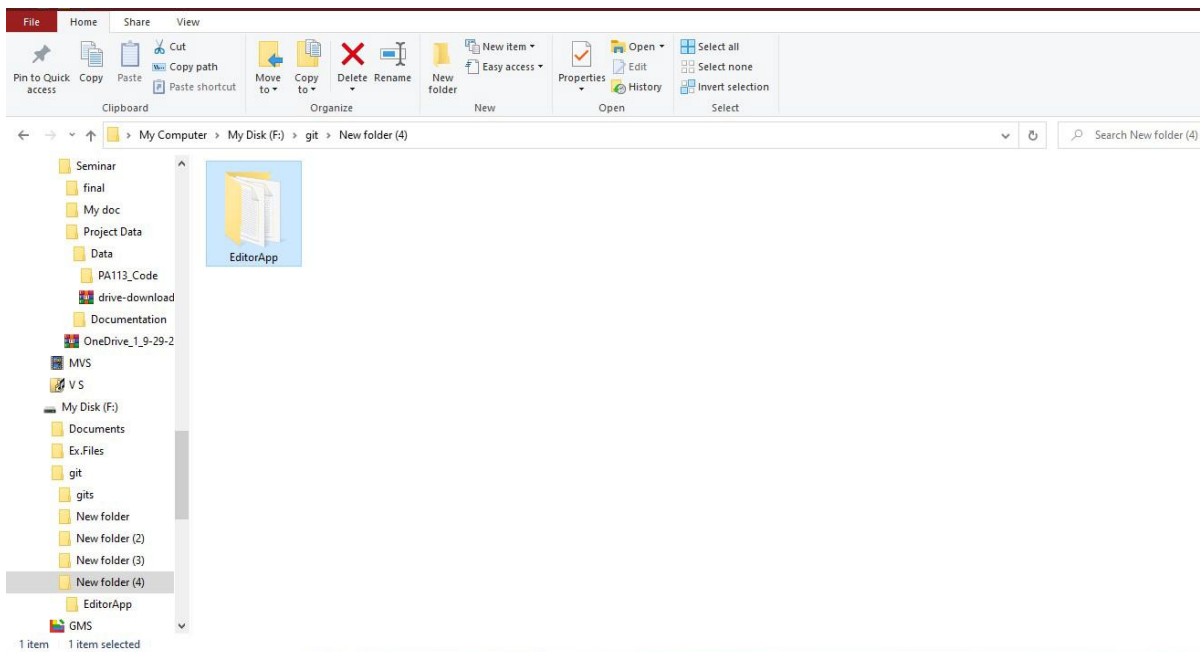 File Home Share View
Pin to Quick access
Copy
Paste
Cut
Copy path
Paste shortcut
Clipboard
Move to
Copy to
Delete
Rename
Organize
New folder
New item
Easy access
New
Properties
Open
Edit
History
Open
Select all
Select none
Invert selection
Select
My Computer > My Disk (F:) > git > New folder (4)
Search New folder (4)
Seminar
final
My doc
Project Data
Data
PA113_Code
drive-download
Documentation
OneDrive_1_9-29-2
MVS
V S
My Disk (F:)
Documents
Ex.Files
git
gits
New folder
New folder (2)
New folder (3)
New folder (4)
EditorApp
GMS
EditorApp
1 item 1 item selected